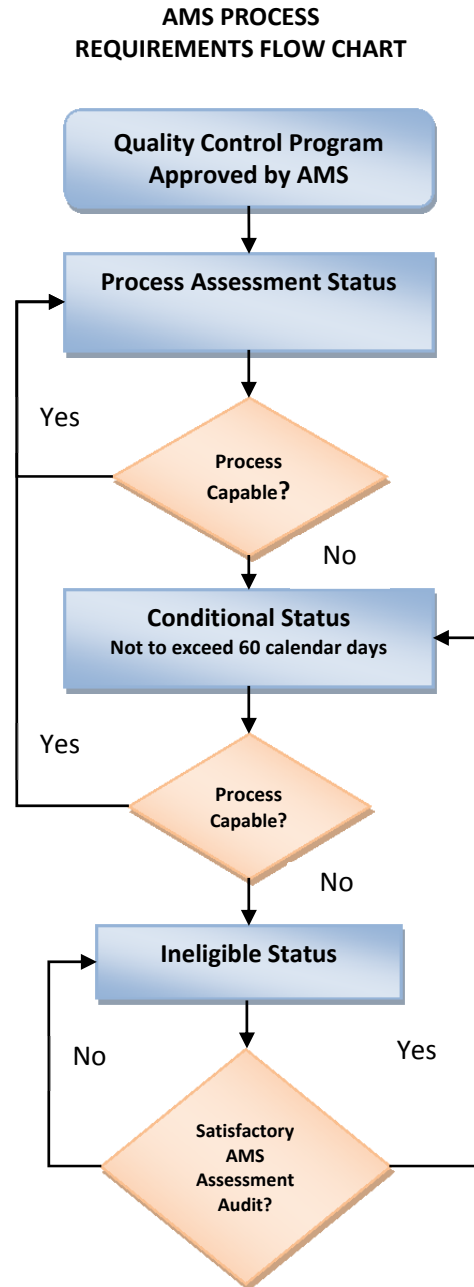 AMS PROCESS
REQUIREMENTS FLOW CHART
Quality Control Program
Approved by AMS
Process Assessment Status
Yes
Process
Capable?
No
Conditional Status
Not to exceed 60 calendar days
Yes
Process
Capable?
No
Ineligible Status
No
Yes
Satisfactory
AMS
Assessment
Audit?